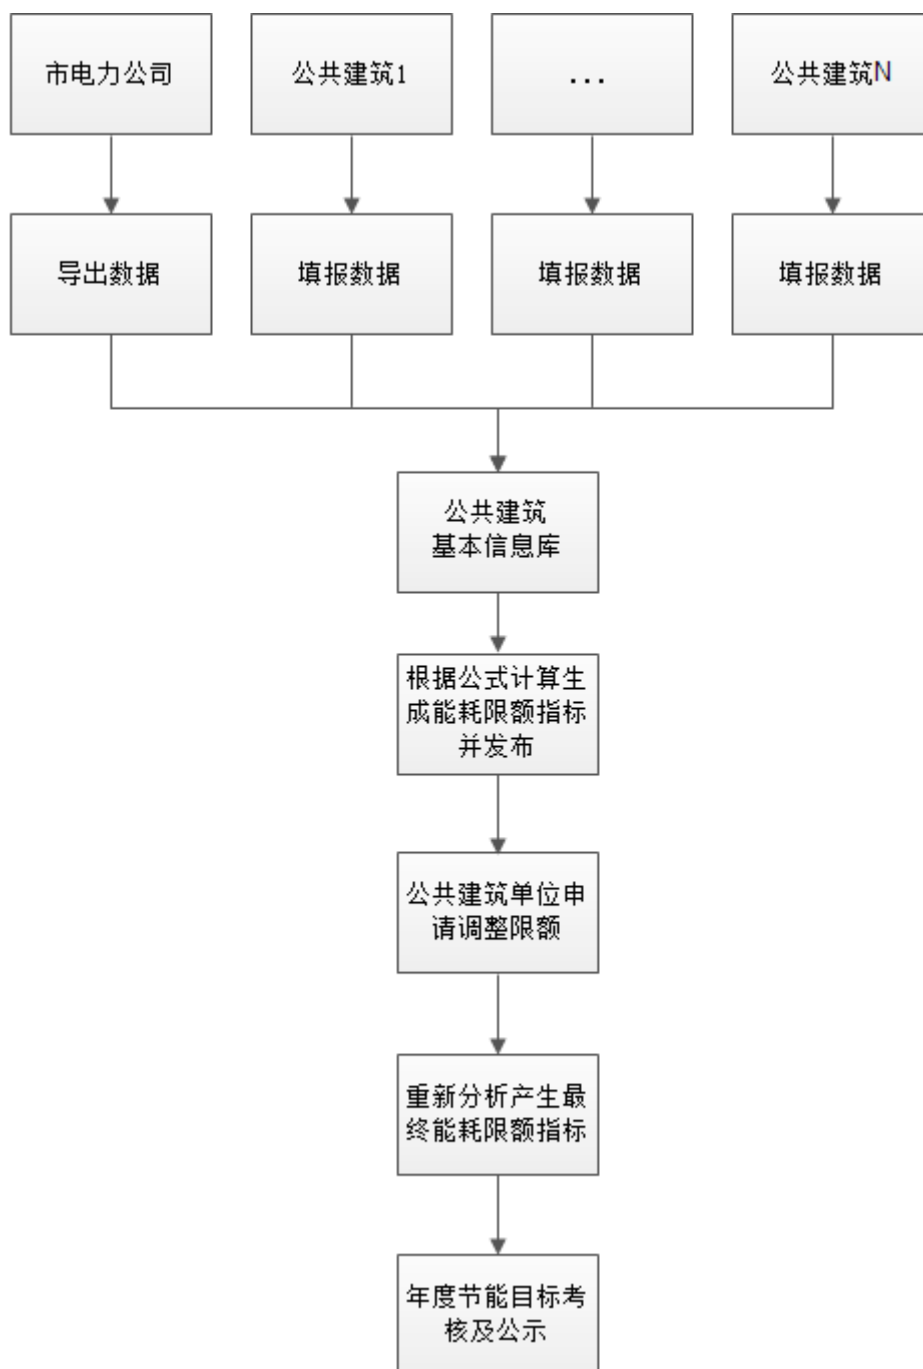 市电力公司
公共建筑1
...
公共建筑N
导出数据
填报数据
填报数据
填报数据
公共建筑
基本信息库
根据公式计算生
成能耗限额指标
并发布
公共建筑单位申
请调整限额
重新分析产生最
终能耗限额指标
年度节能目标考
核及公示